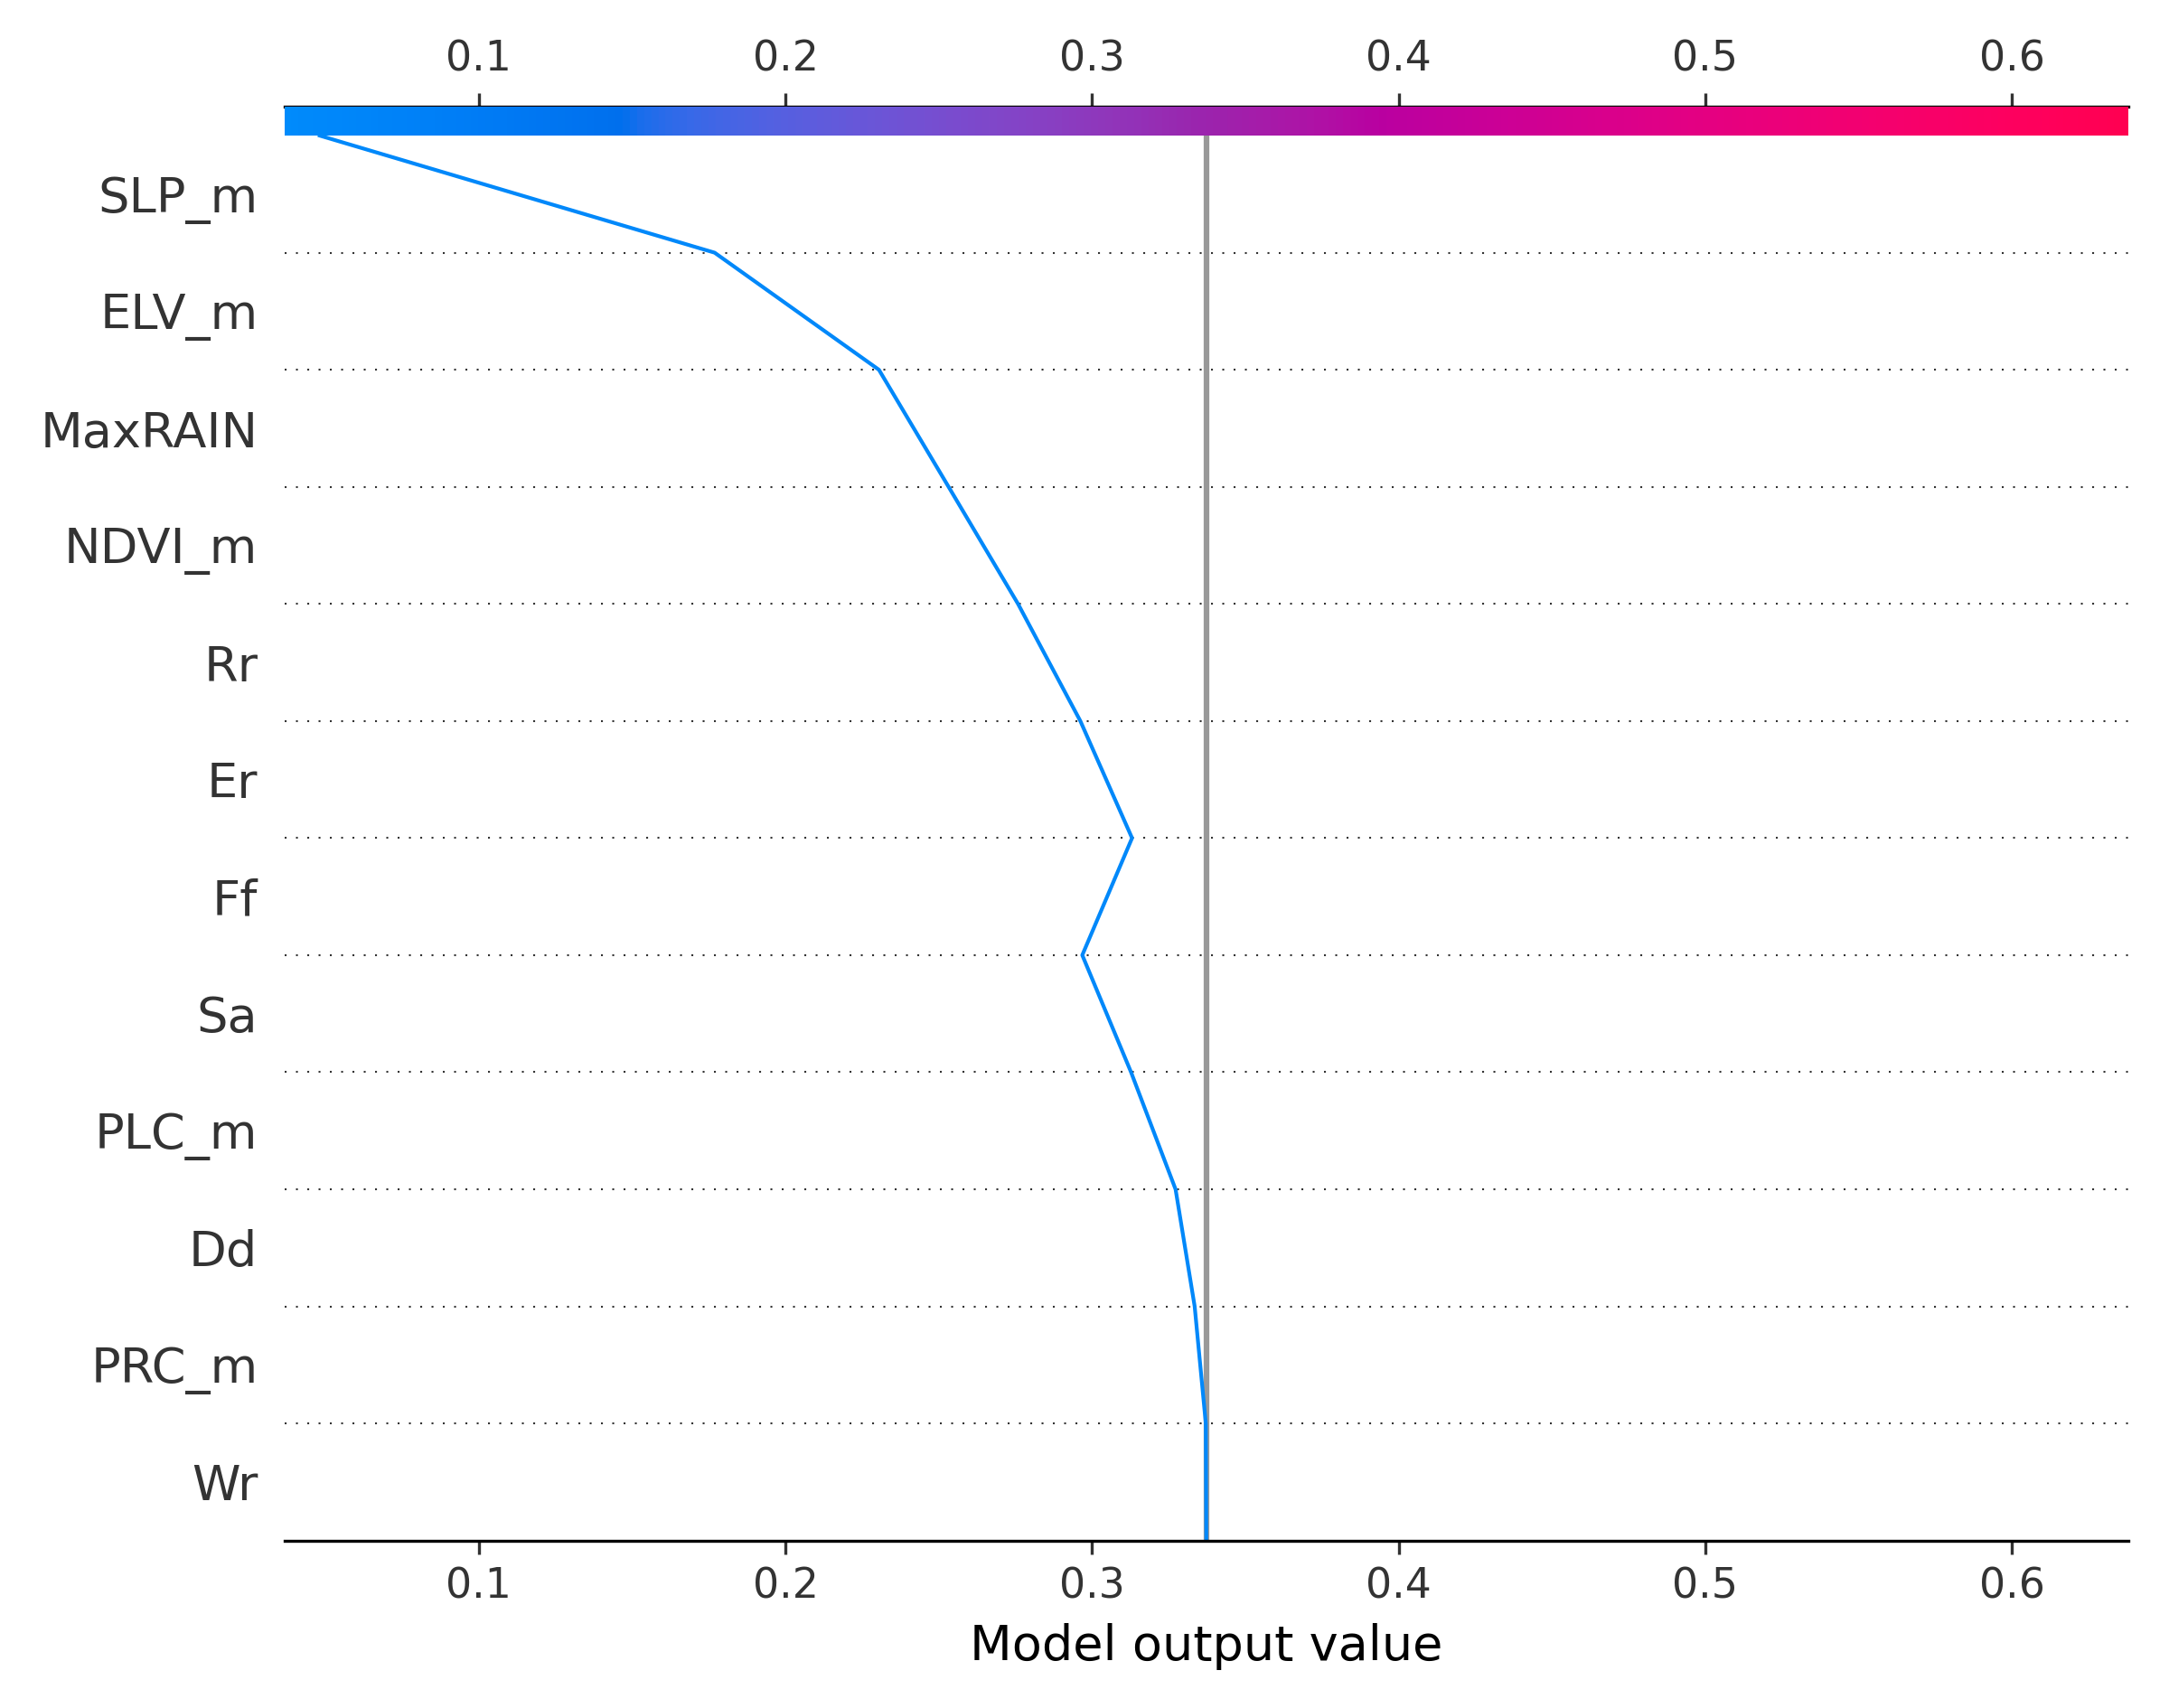 0.1 0.2 0.3 0.4 0.5 0.6
SLP_m
ELV_m
MaxRAIN
NDVI_m
Rr
Er
Ff
Sa
PLC_m
Dd
PRC_m
Wr
0.1 0.2 0.3 0.4 0.5 0.6
Model output value